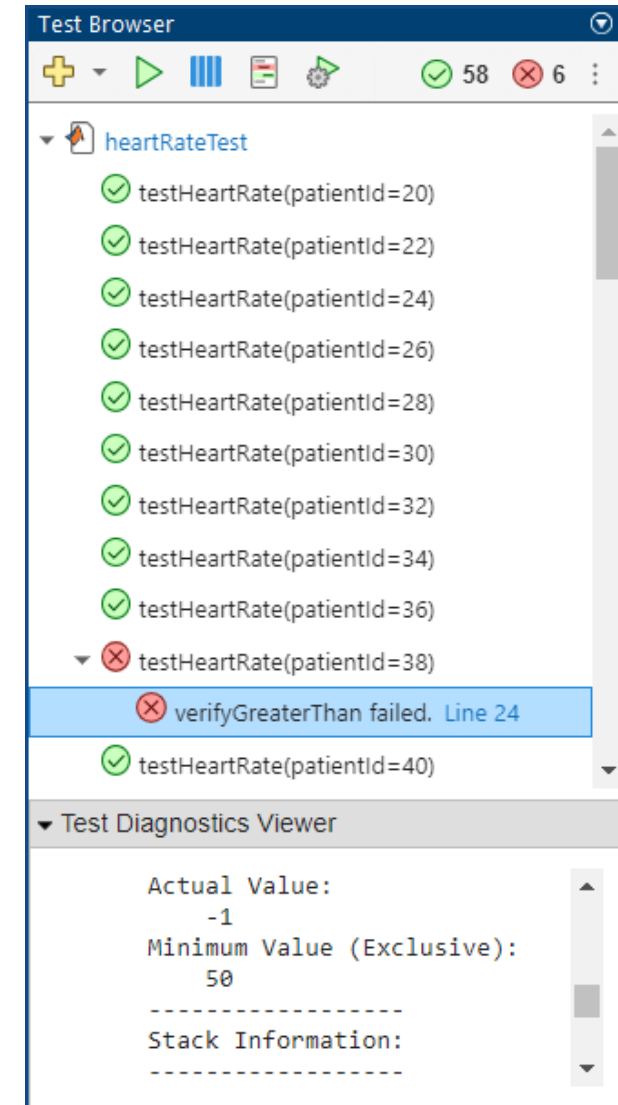 Test Browser
58 6
heartRateTest
testHeartRate(patientId=20)
testHeartRate(patientId=22)
testHeartRate(patientId=24)
testHeartRate(patientId=26)
testHeartRate(patientId=28)
testHeartRate(patientId=30)
testHeartRate(patientId=32)
testHeartRate(patientId=34)
testHeartRate(patientId=36)
testHeartRate(patientId=38)
verifyGreaterThan failed. Line 24
testHeartRate(patientId=40)
Test Diagnostics Viewer
Actual Value:
-1
Minimum Value (Exclusive):
50
------------------
Stack Information:
------------------